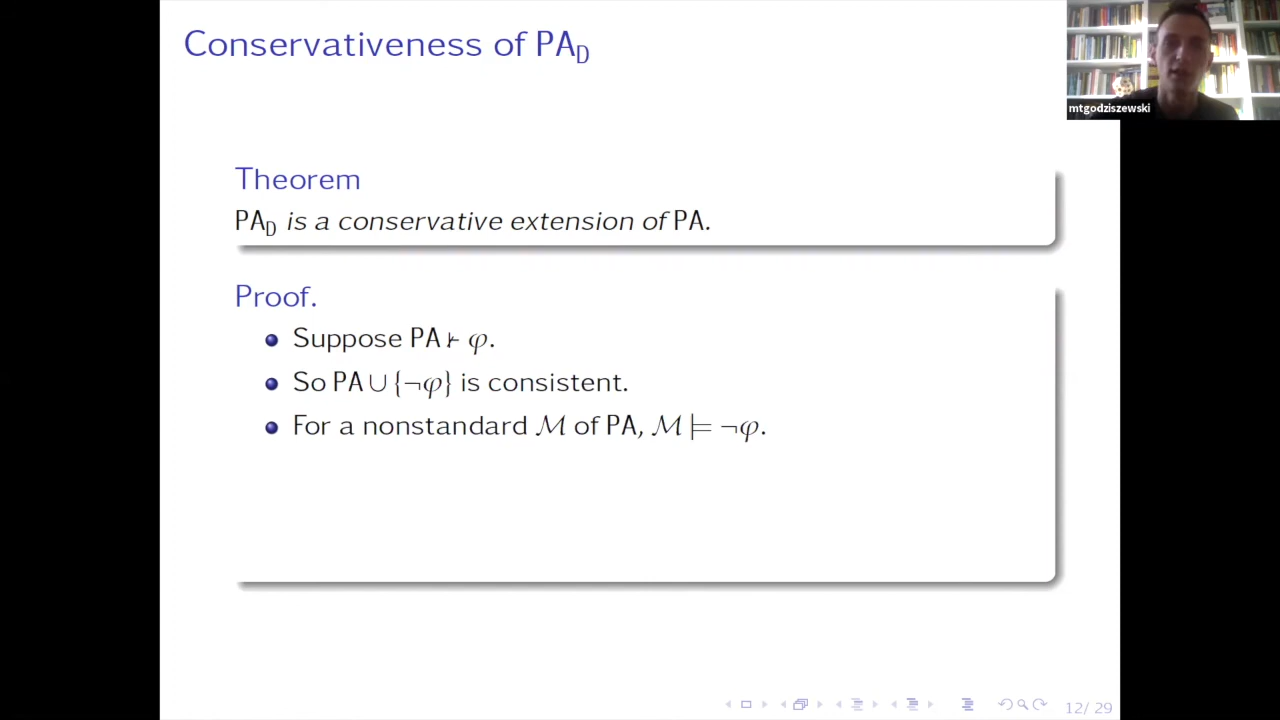 Conservativeness of PA_D
mtgodziszewski
Theorem
PA_D is a conservative extension of PA.
Proof.
Suppose PA ⊬ φ.
So PA ∪ {¬φ} is consistent.
For a nonstandard ℳ of PA, ℳ ⊨ ¬φ.
12 / 29